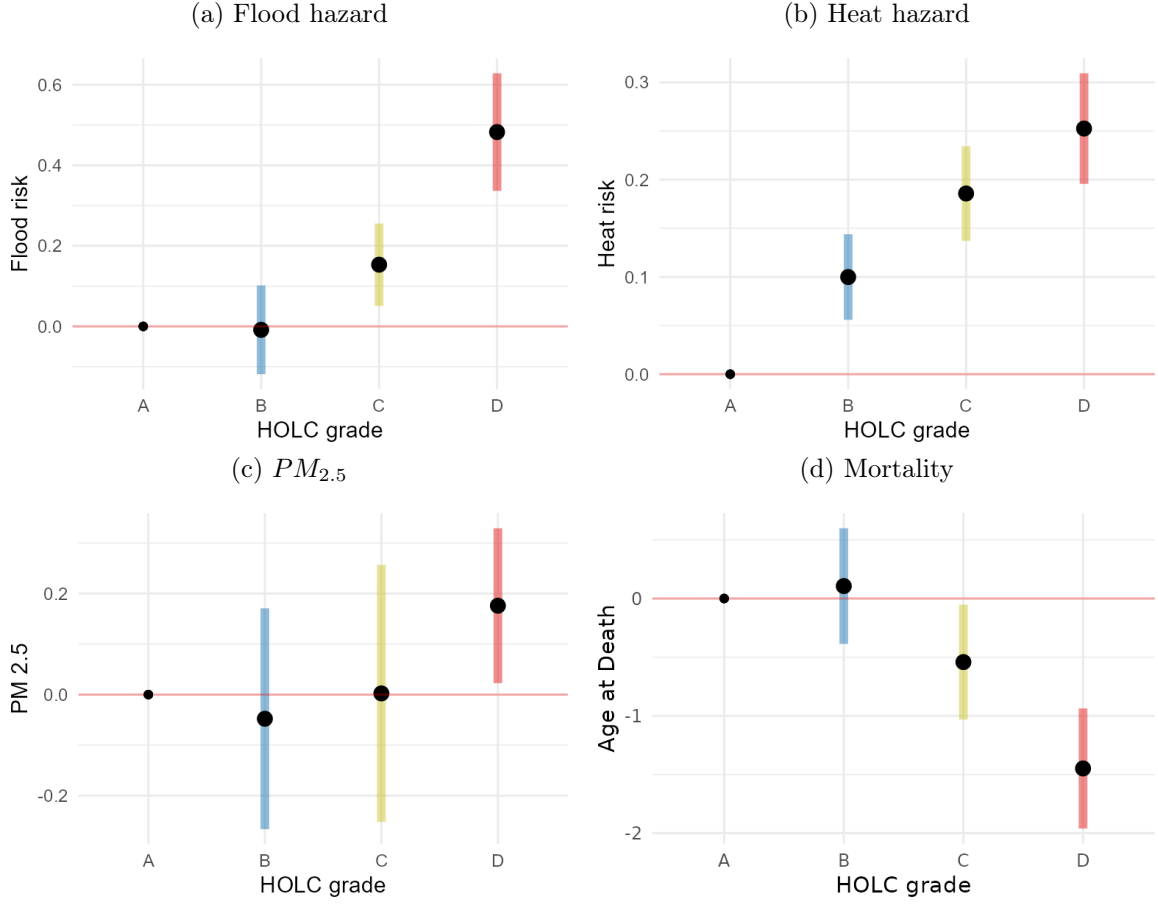 (a) Flood hazard
Flood risk
0.6
0.4
0.2
0.0
A B C D
HOLC grade
(b) Heat hazard
Heat risk
0.3
0.2
0.1
0.0
A B C D
HOLC grade
(c) PM2.5
PM 2.5
0.2
0.0
-0.2
A B C D
HOLC grade
(d) Mortality
Age at Death
0
-1
-2
A B C D
HOLC grade